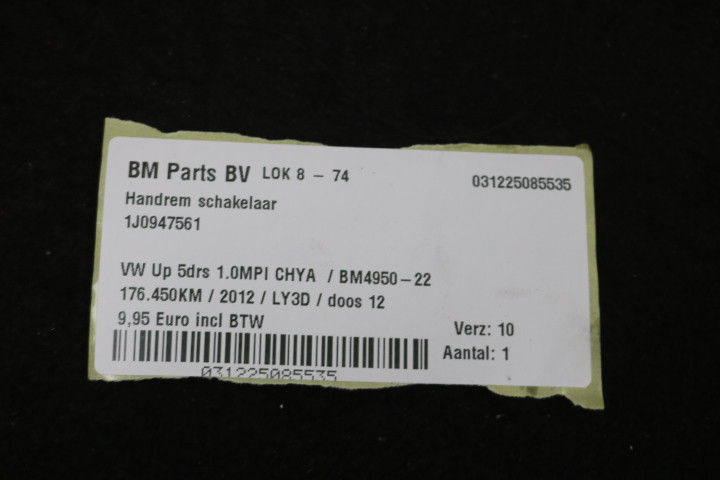 BM Parts BV LOK 8 - 74
031225085535
Handrem schakelaar
1J0947561
VW Up 5drs 1.0MPI CHYA / BM4950-22
176.450KM / 2012 / LY3D / doos 12
9,95 Euro incl BTW
Verz: 10
Aantal: 1
031225085535